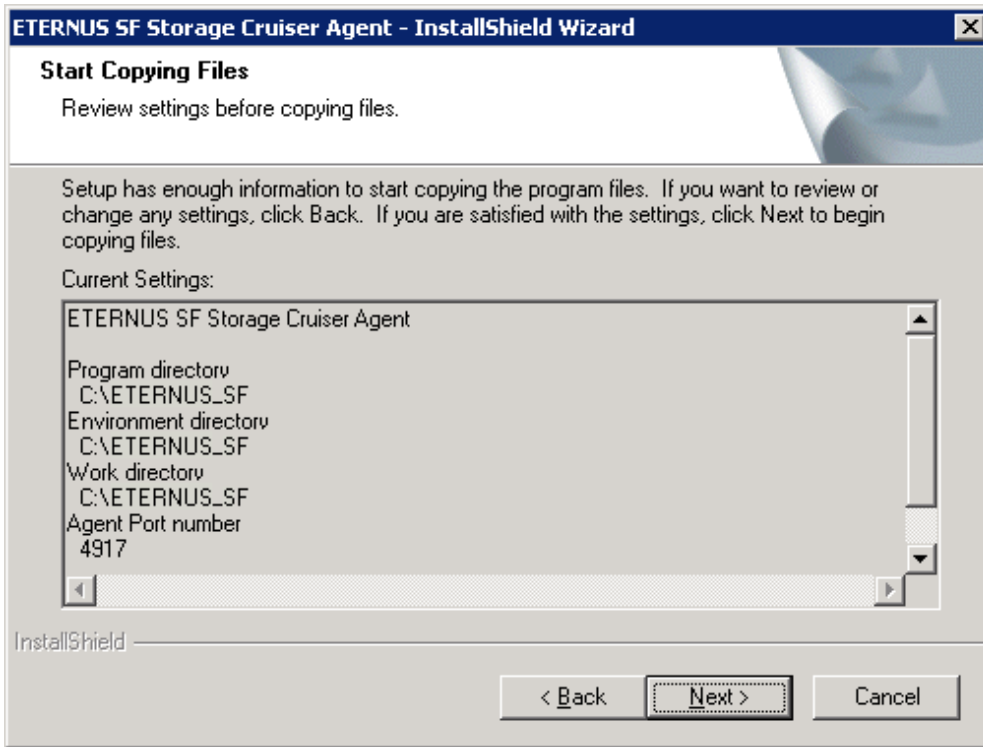 ETERNUS SF Storage Cruiser Agent - InstallShield Wizard
Start Copying Files
Review settings before copying files.
Setup has enough information to start copying the program files. If you want to review or
change any settings, click Back. If you are satisfied with the settings, click Next to begin
copying files.
Current Settings:
ETERNUS SF Storage Cruiser Agent
Program directory
C:\ETERNUS_SF
Environment directory
C:\ETERNUS_SF
Work directory
C:\ETERNUS_SF
Agent Port number
4917
InstallShield
< Back
Next >
Cancel